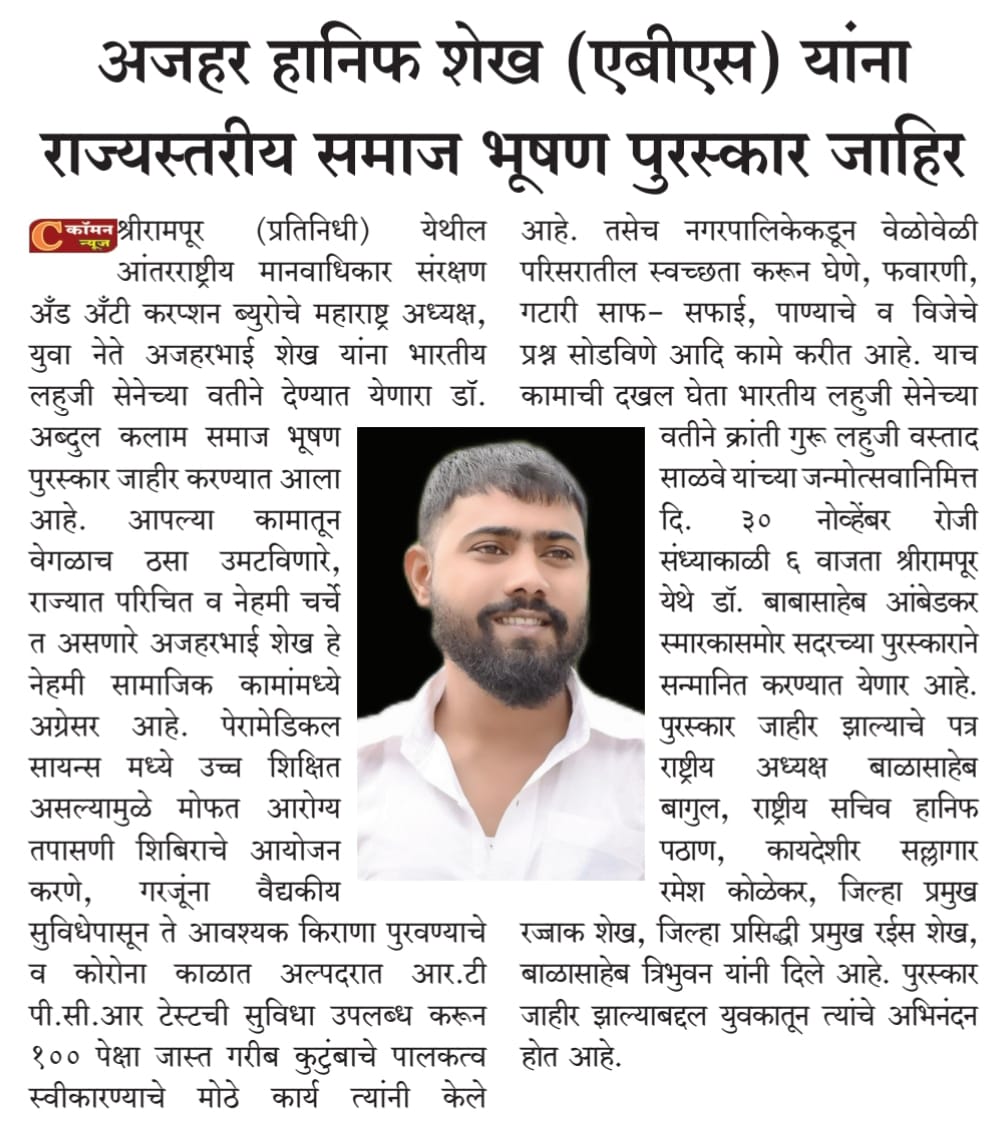 अजहर हानिफ शेख (एबीएस) यांना
राज्यस्तरीय समाज भूषण पुरस्कार जाहिर
C कॉमन
न्यूज
श्रीरामपूर (प्रतिनिधी) येथील
आंतरराष्ट्रीय मानवाधिकार संरक्षण
अँड अँटी करप्शन ब्युरोचे महाराष्ट्र अध्यक्ष,
युवा नेते अजहरभाई शेख यांना भारतीय
लहुजी सेनेच्या वतीने देण्यात येणारा डॉ.
अब्दुल कलाम समाज भूषण
पुरस्कार जाहीर करण्यात आला
आहे. आपल्या कामातून
वेगळाच ठसा उमटविणारे,
राज्यात परिचित व नेहमी चर्चे
त असणारे अजहरभाई शेख हे
नेहमी सामाजिक कामांमध्ये
अग्रेसर आहे. पेरामेडिकल
सायन्स मध्ये उच्च शिक्षित
असल्यामुळे मोफत आरोग्य
तपासणी शिबिराचे आयोजन
करणे, गरजूंना वैद्यकीय
सुविधेपासून ते आवश्यक किराणा पुरवण्याचे
व कोरोना काळात अल्पदरात आर.टी
पी.सी.आर टेस्टची सुविधा उपलब्ध करून
१०० पेक्षा जास्त गरीब कुटुंबाचे पालकत्व
स्वीकारण्याचे मोठे कार्य त्यांनी केले
आहे. तसेच नगरपालिकेकडून वेळोवेळी
परिसरातील स्वच्छता करून घेणे, फवारणी,
गटारी साफ- सफाई, पाण्याचे व विजेचे
प्रश्न सोडविणे आदि कामे करीत आहे. याच
कामाची दखल घेता भारतीय लहुजी सेनेच्या
वतीने क्रांती गुरू लहुजी वस्ताद
साळवे यांच्या जन्मोत्सवानिमित्त
दि. ३० नोव्हेंबर रोजी
संध्याकाळी ६ वाजता श्रीरामपूर
येथे डॉ. बाबासाहेब आंबेडकर
स्मारकासमोर सदरच्या पुरस्काराने
सन्मानित करण्यात येणार आहे.
पुरस्कार जाहीर झाल्याचे पत्र
राष्ट्रीय अध्यक्ष बाळासाहेब
बागुल, राष्ट्रीय सचिव हानिफ
पठाण, कायदेशीर सल्लागार
रमेश कोळेकर, जिल्हा प्रमुख
रज्जाक शेख, जिल्हा प्रसिद्धी प्रमुख रईस शेख,
बाळासाहेब त्रिभुवन यांनी दिले आहे. पुरस्कार
जाहीर झाल्याबद्दल युवकातून त्यांचे अभिनंदन
होत आहे.